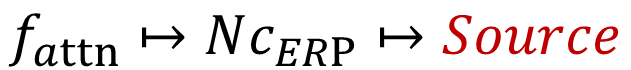 f_attn ↦ Nc_ERP ↦ Source